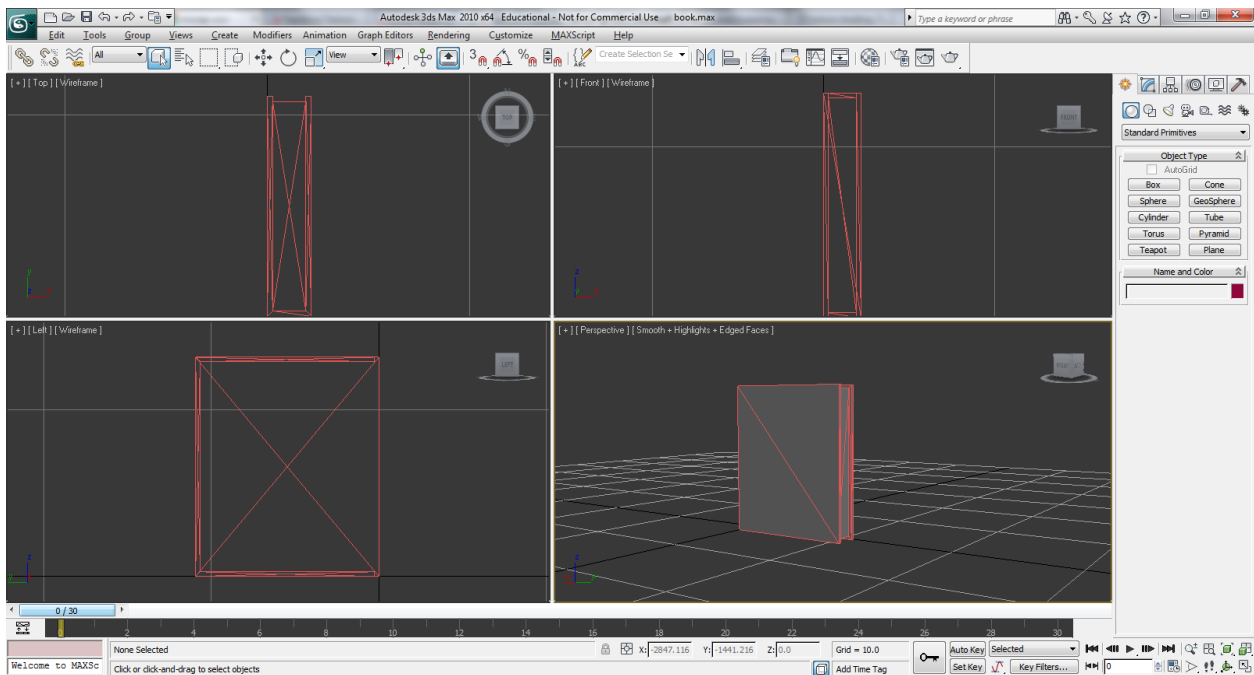 Autodesk 3ds Max 2010 x64 Educational - Not for Commercial Use book.max
Type a keyword or phrase
Edit Tools Group Views Create Modifiers Animation Graph Editors Rendering Customize MAXScript Help
All View 3 ABC Create Selection Se
[ + ] [ Top ] [ Wireframe ]
TOP
[ + ] [ Front ] [ Wireframe ]
FRONT
Standard Primitives
Object Type
AutoGrid
Box Cone
Sphere GeoSphere
Cylinder Tube
Torus Pyramid
Teapot Plane
Name and Color
y
z x
z
y x
[ + ] [ Left ] [ Wireframe ]
LEFT
[ + ] [ Perspective ] [ Smooth + Highlights + Edged Faces ]
z
y x
z
x y
0 / 30
0 2 4 6 8 10 12 14 16 18 20 22 24 26 28 30
None Selected X: -2847.116 Y: -1441.216 Z: 0.0 Grid = 10.0 Auto Key Selected
Welcome to MAXSc Click or click-and-drag to select objects Add Time Tag Set Key Key Filters... 0